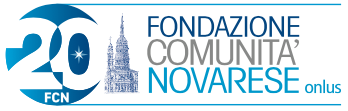 20
FCN
FONDAZIONE
COMUNITA'
NOVARESE onlus